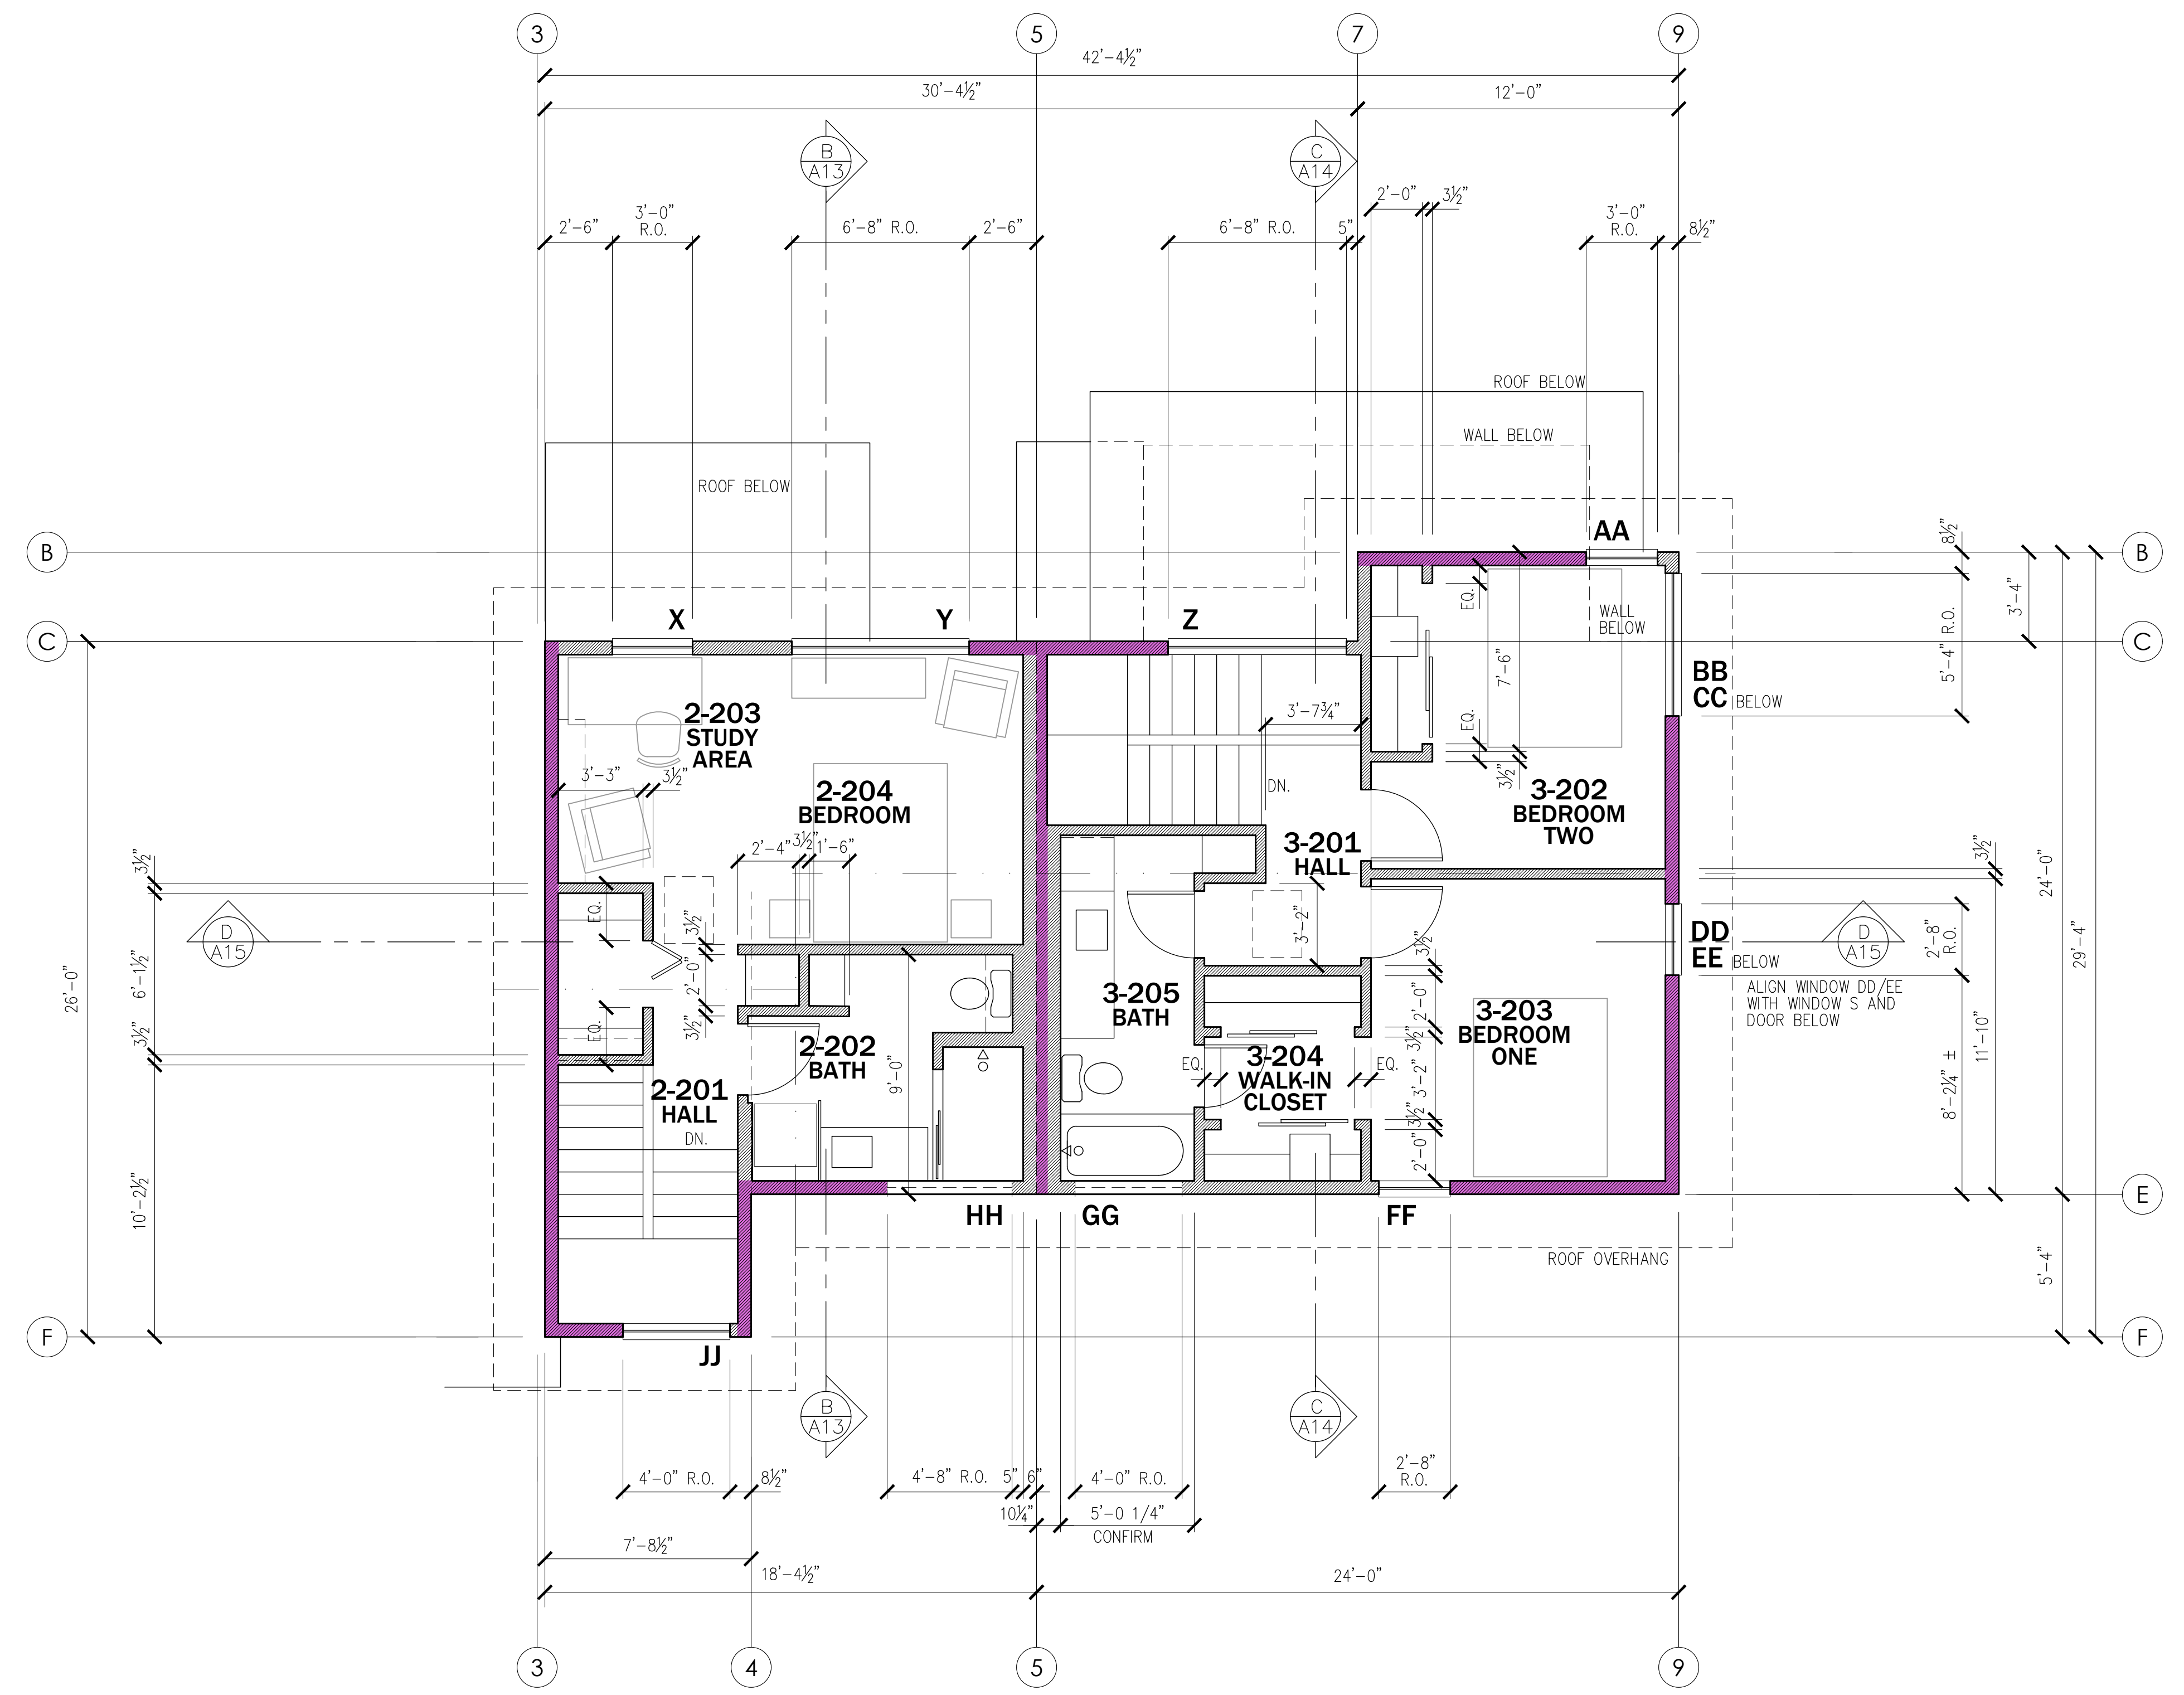 3
5
7
9
42'-4½"
30'-4½"
12'-0"
B
A13
C
A14
2'-6"
3'-0"
R.O.
6'-8" R.O.
2'-6"
6'-8" R.O.
5"
2'-0"
3½"
3'-0"
R.O.
8½"
ROOF BELOW
WALL BELOW
ROOF BELOW
B
B
C
C
X
Y
Z
AA
WALL
BELOW
BB
CC BELOW
8½"
5'-4" R.O.
3'-4"
24'-0"
29'-4"
2-203
STUDY
AREA
3'-3"
3½"
2-204
BEDROOM
2'-4"
3½"
1'-6"
3'-7¾"
DN.
EQ.
EQ.
7'-6"
3½"
3-202
BEDROOM
TWO
3-201
HALL
3'-2"
3½"
6'-1½"
3½"
10'-2½"
26'-0"
D
A15
EQ.
EQ.
3½"
2'-0"
3½"
2-202
BATH
9'-0"
2-201
HALL
DN.
3-205
BATH
3-204
WALK-IN
CLOSET
EQ.
EQ.
3½"
2'-0"
3½"
3'-2"
3½"
2'-0"
3-203
BEDROOM
ONE
DD
EE BELOW
ALIGN WINDOW DD/EE
WITH WINDOW S AND
DOOR BELOW
D
A15
3½"
2'-8"
R.O.
11'-10"
8'-2¼" ±
5'-4"
E
F
F
HH
GG
FF
JJ
ROOF OVERHANG
B
A13
C
A14
4'-0" R.O.
8½"
4'-8" R.O.
5"
6"
4'-0" R.O.
2'-8"
R.O.
10¼"
5'-0 1/4"
CONFIRM
7'-8½"
18'-4½"
24'-0"
3
4
5
9